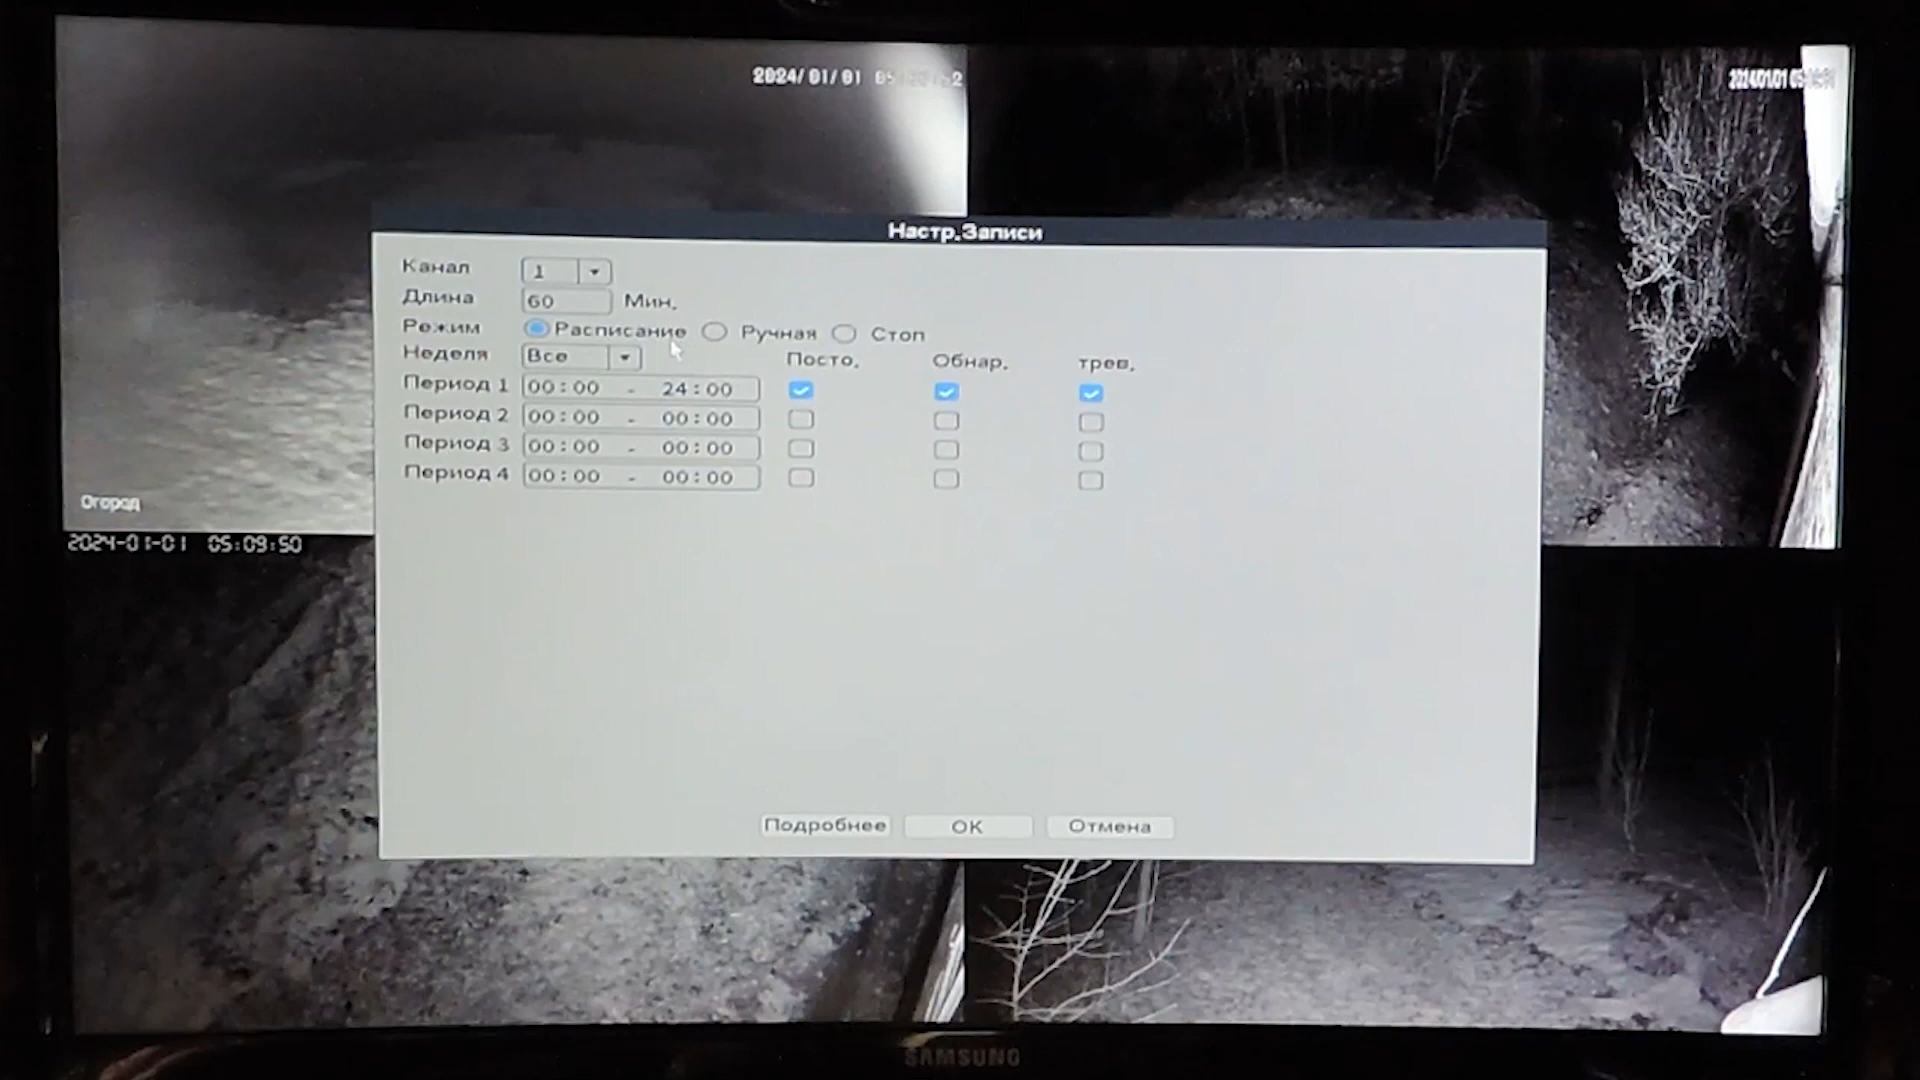 2024/01/01
Настр.Записи
Канал 1
Длина 60 Мин.
Режим Расписание Ручная Стоп
Неделя Все Посто. Обнар. трев.
Период 1 00:00 - 24:00
Период 2 00:00 - 00:00
Период 3 00:00 - 00:00
Период 4 00:00 - 00:00
Огород
2024-01-01 05:09:50
Подробнее OK Отмена
SAMSUNG